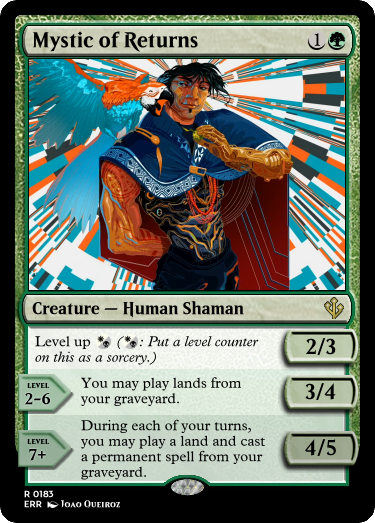 Mystic of Returns 1
Creature — Human Shaman
Level up (: Put a level counter
on this as a sorcery.)
2/3
LEVEL
2-6
You may play lands from
your graveyard.
3/4
LEVEL
7+
During each of your turns,
you may play a land and cast
a permanent spell from your
graveyard.
4/5
R 0183
ERR Joao Queiroz